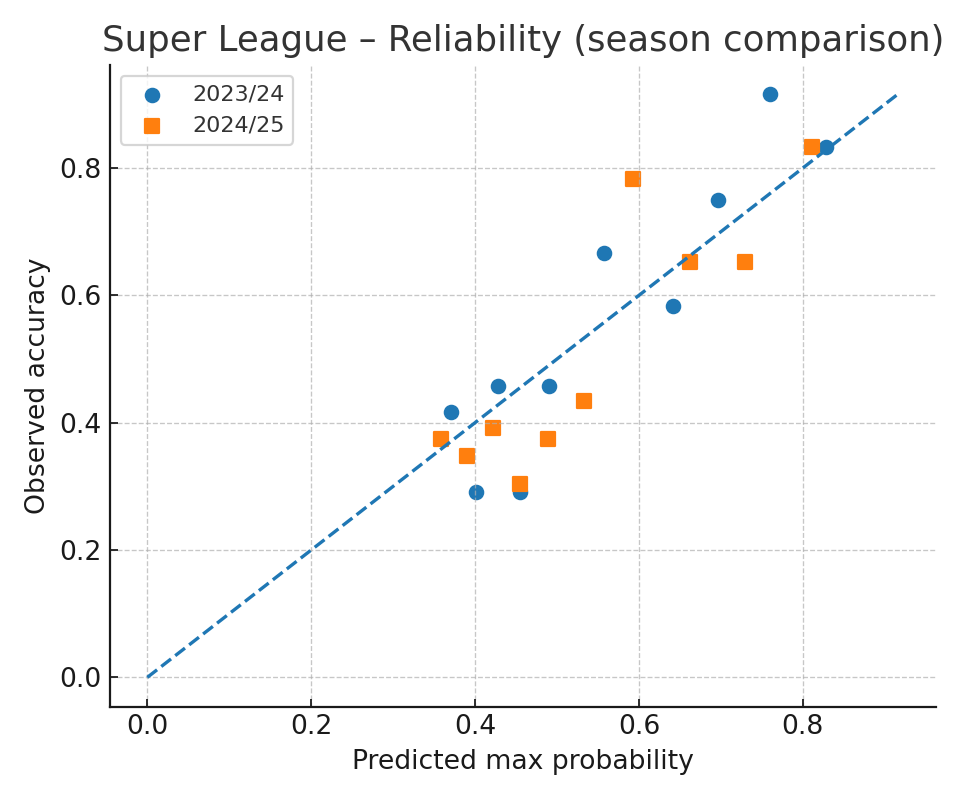 Super League – Reliability (season comparison)
2023/24
2024/25
Observed accuracy
0.8
0.6
0.4
0.2
0.0
0.0 0.2 0.4 0.6 0.8
Predicted max probability